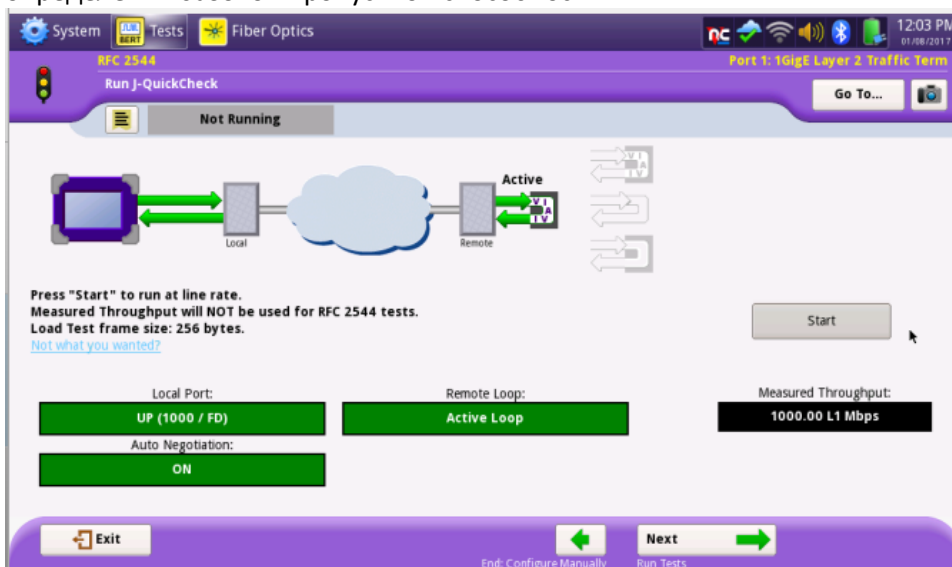 System Tests Fiber Optics
12:03 PM
01/08/2017
RFC 2544
Port 1: 1GigE Layer 2 Traffic Term
Run J-QuickCheck
Go To...
Not Running
Active
VIAVI
Local
Remote
Press "Start" to run at line rate.
Measured Throughput will NOT be used for RFC 2544 tests.
Load Test frame size: 256 bytes.
Not what you wanted?
Start
Local Port:
Remote Loop:
Measured Throughput:
UP (1000 / FD)
Active Loop
1000.00 L1 Mbps
Auto Negotiation:
ON
Exit
Next
End: Configure Manually
Run Tests